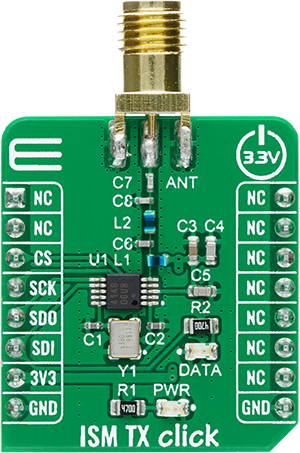 C7
ANT
3.3V
C8
NC
NC
L2
NC
NC
C6
C3 C4
CS
U1
L1
NC
SCK
C5
NC
SDO
R2
NC
4700
SDI
C1
C2
NC
DATA
3V3
Y1
NC
R1
PWR
GND
4700
GND
ISM TX click